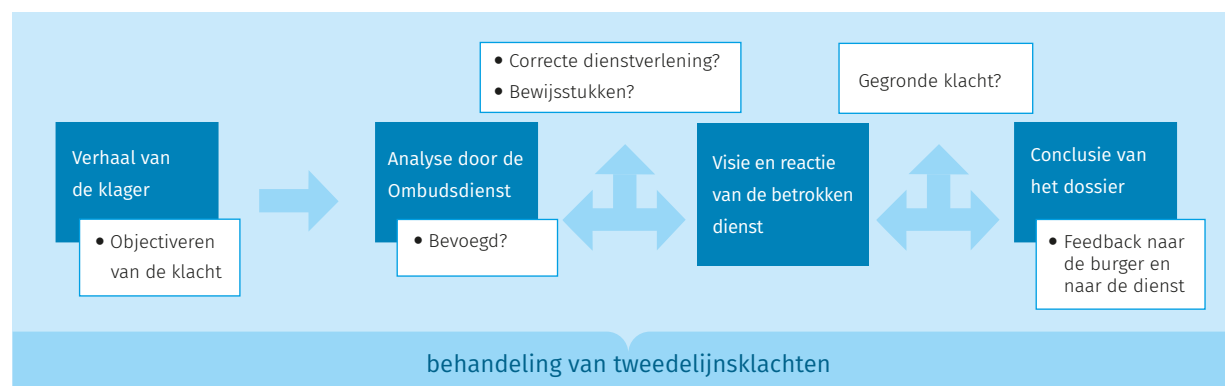 • Correcte dienstverlening?
• Bewijsstukken?
Gegronde klacht?
Verhaal van
de klager
• Objectiveren
van de klacht
Analyse door de
Ombudsdienst
• Bevoegd?
Visie en reactie
van de betrokken
dienst
Conclusie van
het dossier
• Feedback naar
de burger en
naar de dienst
behandeling van tweedelijnsklachten